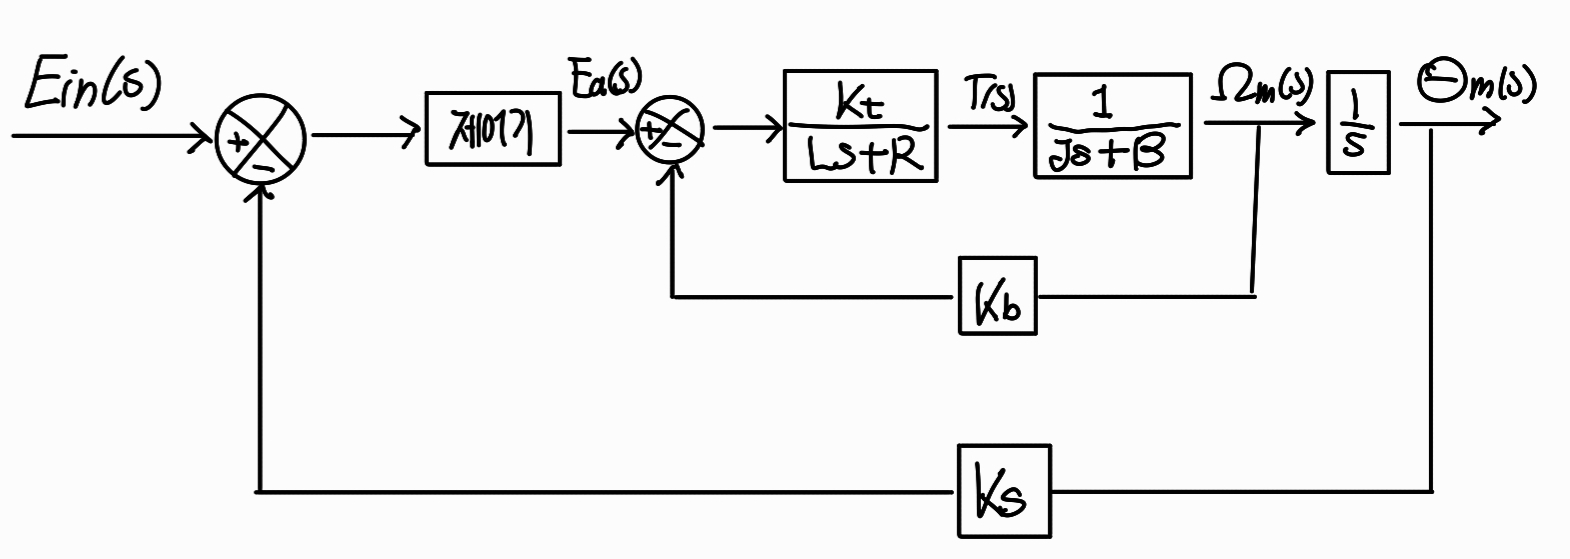 Ein(s)
+
−
제어기
Ea(s)
+
−
Kt
Ls+R
T(s)
1
Js+B
Ωm(s)
1
s
Θm(s)
Kb
Ks